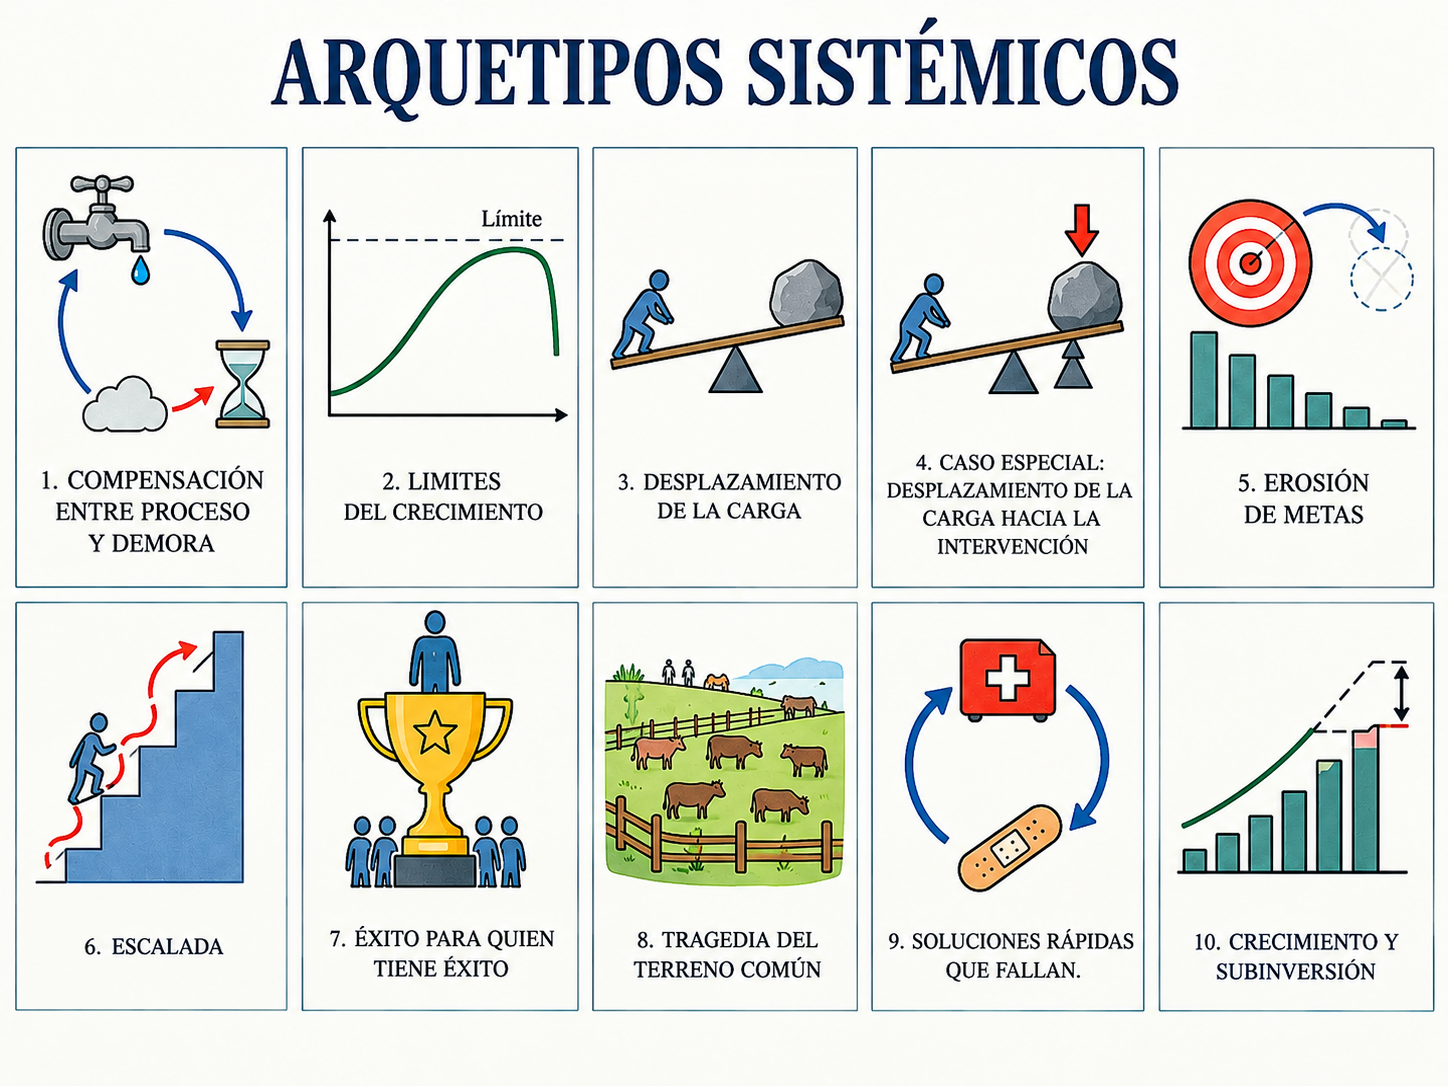 ARQUETIPOS SISTÉMICOS
1. COMPENSACIÓN
ENTRE PROCESO
Y DEMORA
Límite
2. LIMITES
DEL CRECIMIENTO
3. DESPLAZAMIENTO
DE LA CARGA
4. CASO ESPECIAL:
DESPLAZAMIENTO DE LA
CARGA HACIA LA
INTERVENCIÓN
5. EROSIÓN
DE METAS
6. ESCALADA
7. ÉXITO PARA QUIEN
TIENE ÉXITO
8. TRAGEDIA DEL
TERRENO COMÚN
9. SOLUCIONES RÁPIDAS
QUE FALLAN.
10. CRECIMIENTO Y
SUBINVERSIÓN